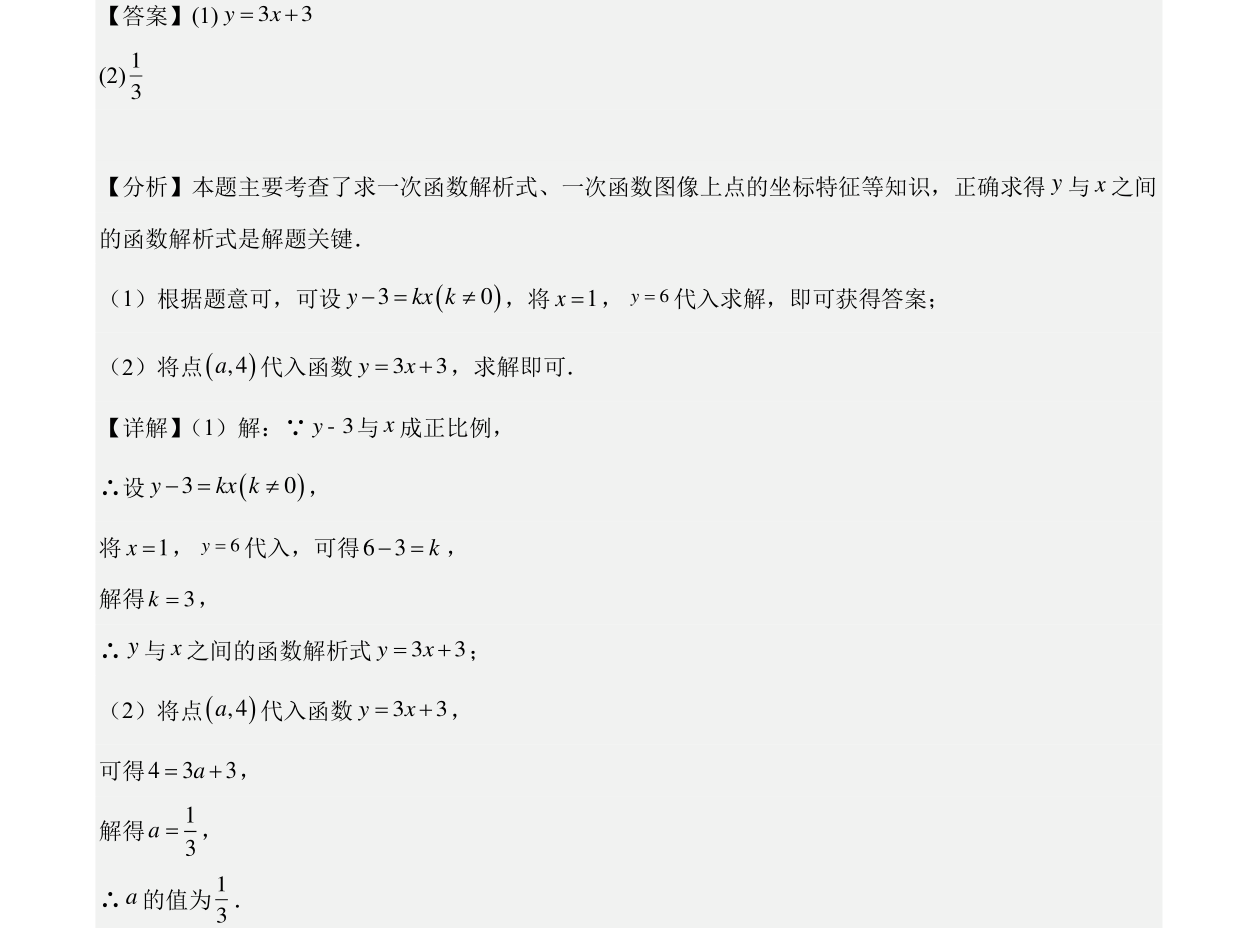 【答案】(1) y=3x+3
(2) 1/3
【分析】本题主要考查了求一次函数解析式、一次函数图像上点的坐标特征等知识，正确求得 y 与 x 之间
的函数解析式是解题关键．
（1）根据题意可，可设 y−3=kx(k≠0)，将 x=1， y=6 代入求解，即可获得答案；
（2）将点(a,4)代入函数 y=3x+3，求解即可．
【详解】（1）解：∵ y- 3与 x 成正比例，
∴设 y−3=kx(k≠0)，
将 x=1， y=6 代入，可得6−3=k，
解得k=3，
∴ y 与 x 之间的函数解析式 y=3x+3；
（2）将点(a,4)代入函数 y=3x+3，
可得4=3a+3，
解得a=1/3，
∴ a 的值为1/3．